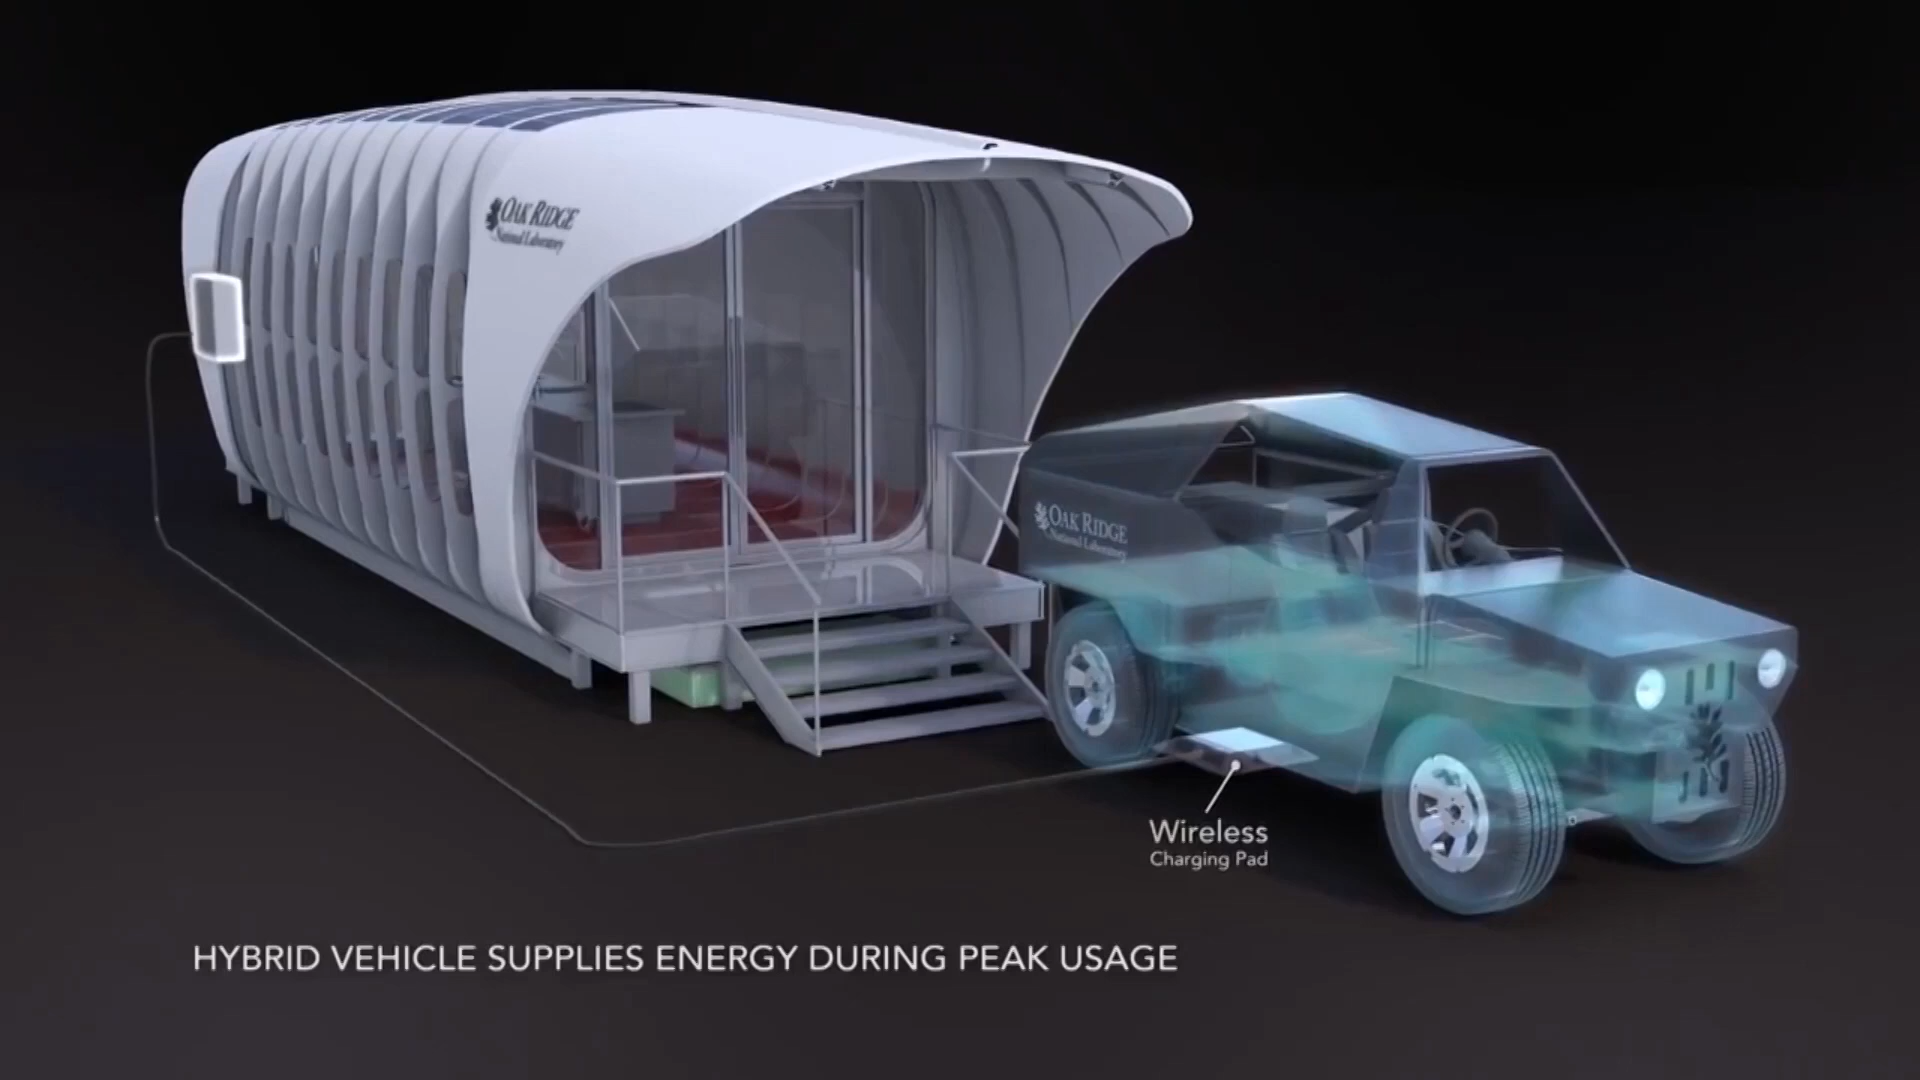 OAK RIDGE
National Laboratory
OAK RIDGE
National Laboratory
Wireless
Charging Pad
HYBRID VEHICLE SUPPLIES ENERGY DURING PEAK USAGE